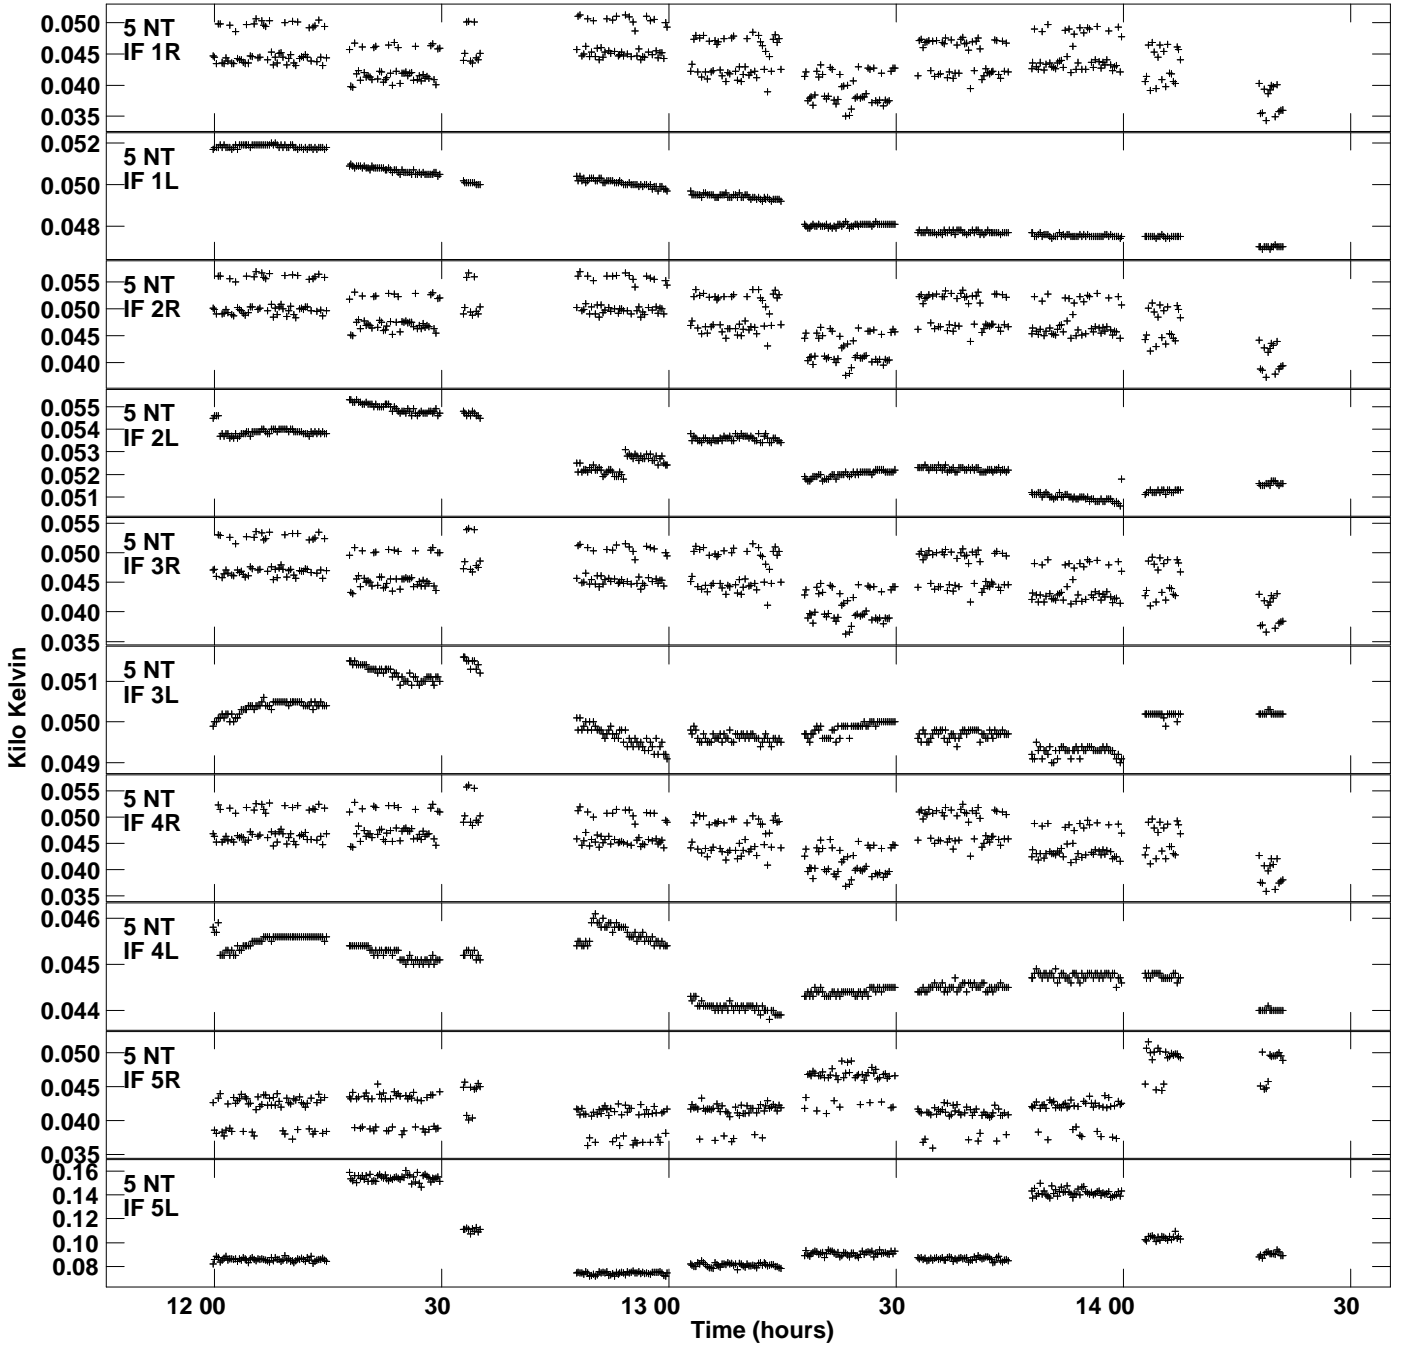 0.050
0.045
0.040
0.035
5 NT
IF 1R
0.052
0.050
0.048
5 NT
IF 1L
0.055
0.050
0.045
0.040
5 NT
IF 2R
0.055
0.054
0.053
0.052
0.051
5 NT
IF 2L
0.055
0.050
0.045
0.040
0.035
5 NT
IF 3R
0.051
0.050
0.049
5 NT
IF 3L
0.055
0.050
0.045
0.040
0.035
5 NT
IF 4R
0.046
0.045
0.044
5 NT
IF 4L
0.050
0.045
0.040
0.035
5 NT
IF 5R
0.16
0.14
0.12
0.10
0.08
5 NT
IF 5L
Kilo Kelvin
12 00 30 13 00 30 14 00 30
Time (hours)